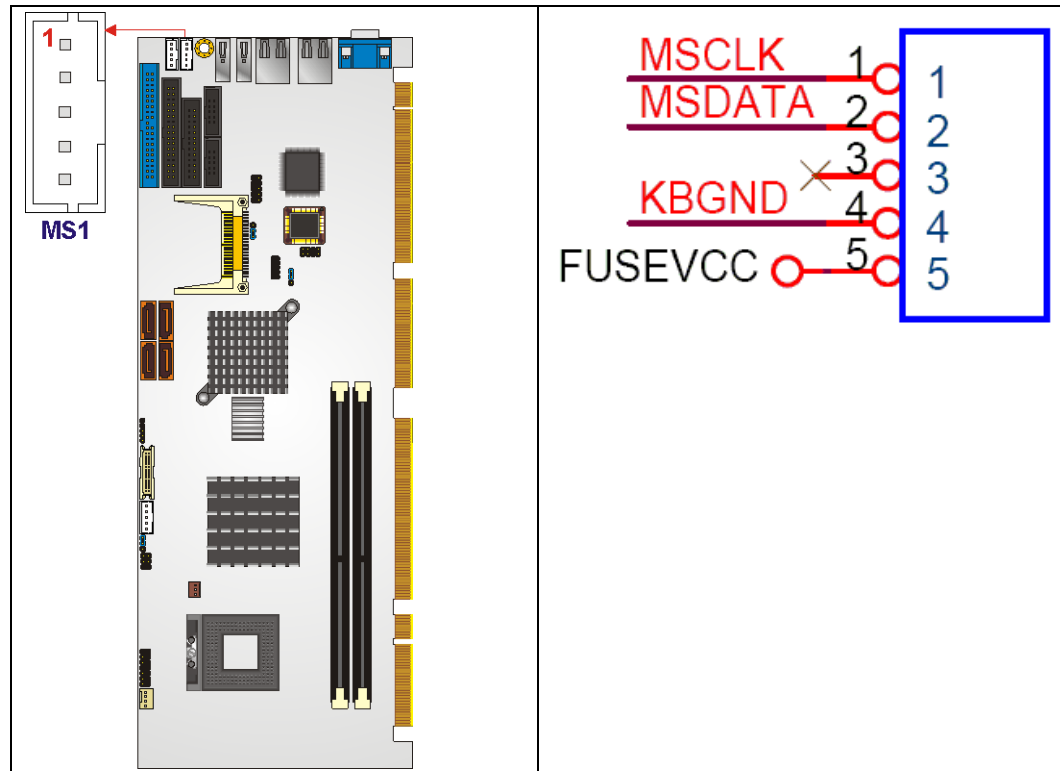 1
MS1
MSCLK 1 1
MSDATA 2 2
3 3
KBGND 4 4
FUSEVCC 5 5